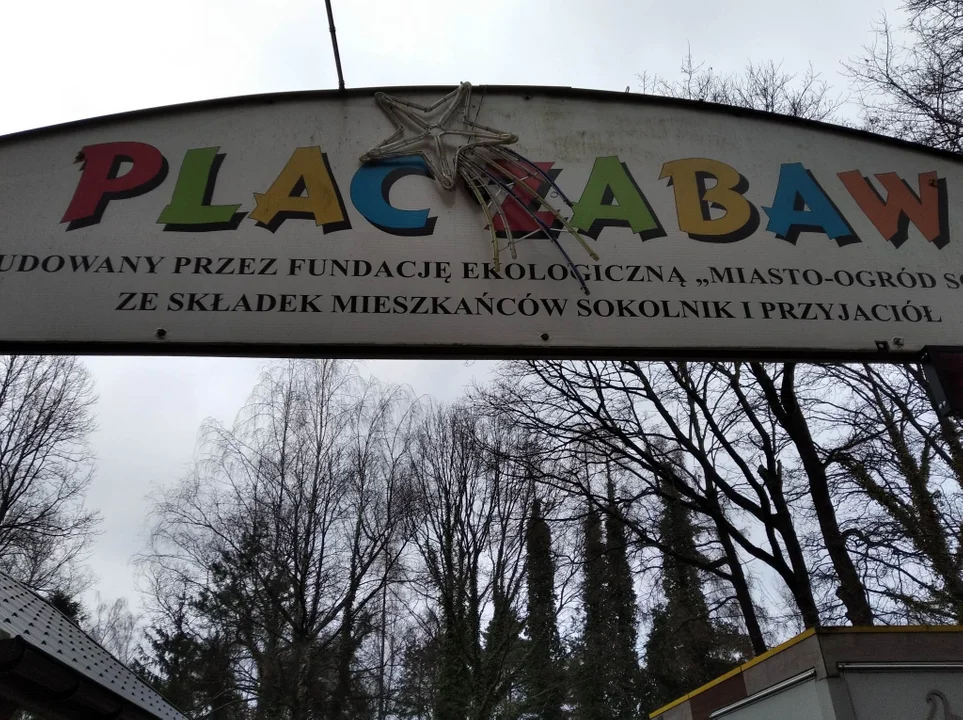 PLAC ZABAW
UDOWANY PRZEZ FUNDACJĘ EKOLOGICZNĄ „MIASTO-OGRÓD SO
ZE SKŁADEK MIESZKAŃCÓW SOKOLNIK I PRZYJACIÓŁ